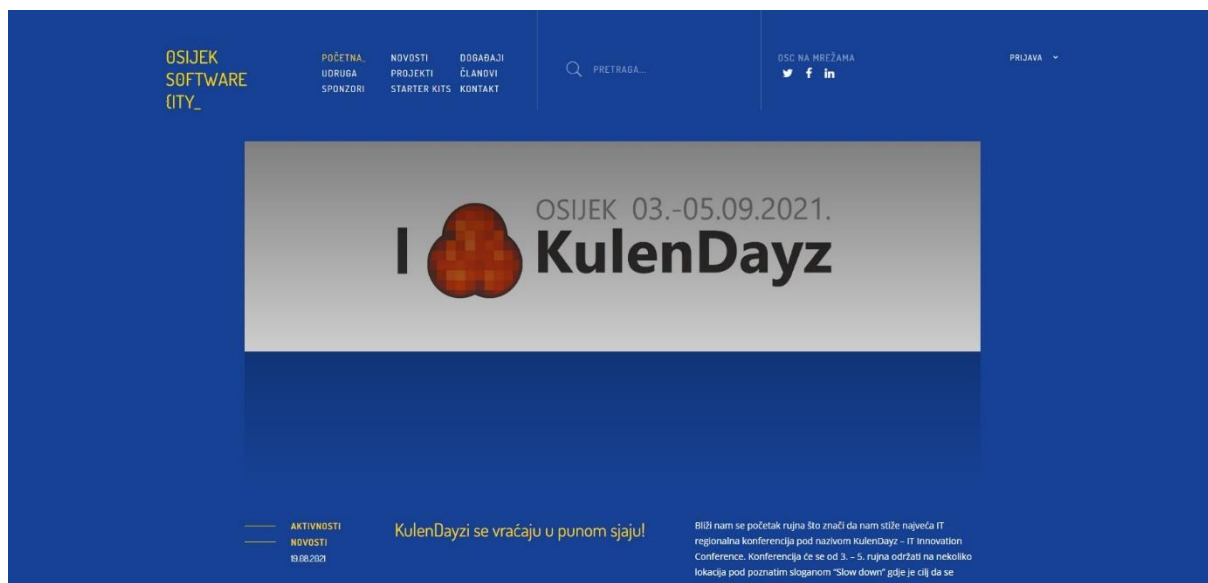 OSIJEK
SOFTWARE
{ITY_
POČETNA_
UDRUGA
SPONZORI
NOVOSTI
PROJEKTI
STARTER KITS
DOGAĐAJI
ČLANOVI
KONTAKT
PRETRAGA...
OSC NA MREŽAMA
PRIJAVA
OSIJEK 03.-05.09.2021.
I KulenDayz
AKTIVNOSTI
NOVOSTI
19.08.2021
KulenDayzi se vraćaju u punom sjaju!
Bliži nam se početak rujna što znači da nam stiže najveća IT
regionalna konferencija pod nazivom KulenDayz – IT Innovation
Conference. Konferencija će se od 3. – 5. rujna održati na nekoliko
lokacija pod poznatim sloganom "Slow down" gdje je cilj da se